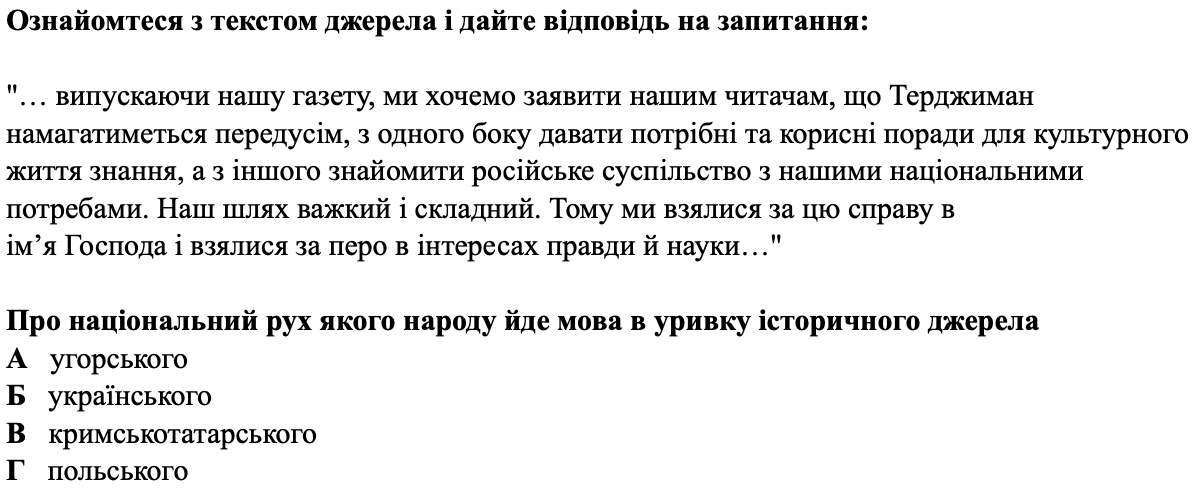 Ознайомтеся з текстом джерела і дайте відповідь на запитання:
"… випускаючи нашу газету, ми хочемо заявити нашим читачам, що Терджиман
намагатиметься передусім, з одного боку давати потрібні та корисні поради для культурного
життя знання, а з іншого знайомити російське суспільство з нашими національними
потребами. Наш шлях важкий і складний. Тому ми взялися за цю справу в
ім’я Господа і взялися за перо в інтересах правди й науки…"
Про національний рух якого народу йде мова в уривку історичного джерела
А угорського
Б українського
В кримськотатарського
Г польського